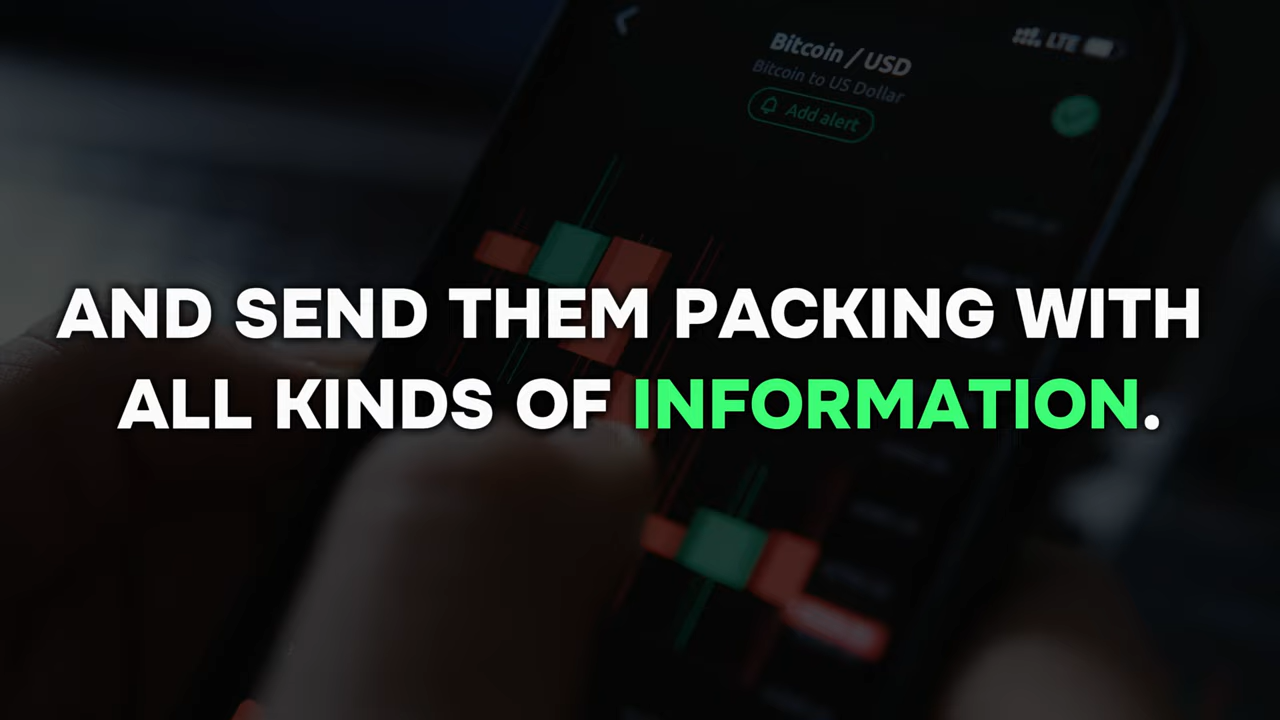 LTE
Bitcoin / USD
Bitcoin to US Dollar
Add alert
AND SEND THEM PACKING WITH
ALL KINDS OF INFORMATION.